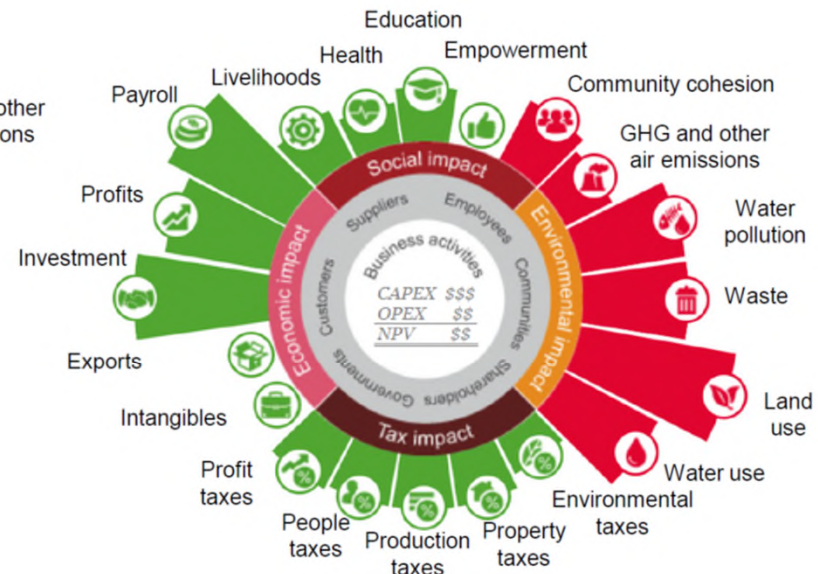 Education
Health
Empowerment
Livelihoods
Community cohesion
Payroll
other
ons
GHG and other
air emissions
Social impact
Profits
Suppliers
Employees
Water
pollution
Environmental impact
Business activities
Investment
Economic impact
Customers
Communities
CAPEX $$$
OPEX $$
NPV $$
Waste
Exports
Governments
Shareholders
Land
use
Intangibles
Tax impact
Profit
taxes
Water use
Environmental
taxes
People
taxes
Production
taxes
Property
taxes